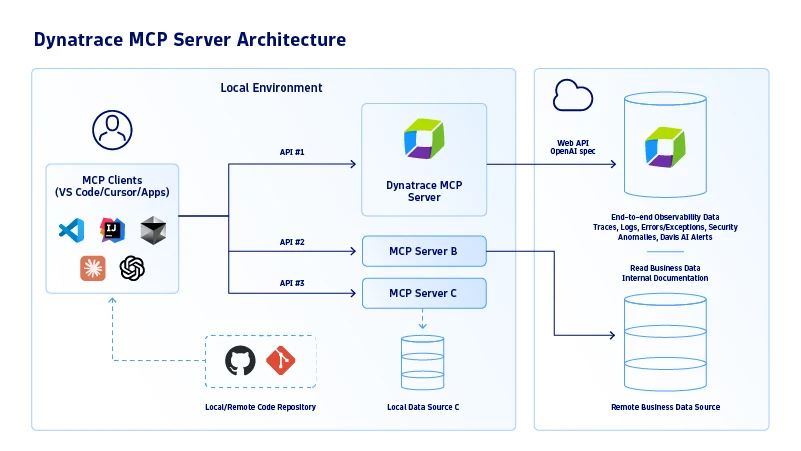 Dynatrace MCP Server Architecture
Local Environment
MCP Clients
(VS Code/Cursor/Apps)
IJ
API #1
API #2
API #3
Dynatrace MCP
Server
MCP Server B
MCP Server C
Local/Remote Code Repository
Local Data Source C
Web API
OpenAI spec
End-to-end Observability Data
Traces, Logs, Errors/Exceptions, Security
Anomalies, Davis AI Alerts
Read Business Data
Internal Documentation
Remote Business Data Source